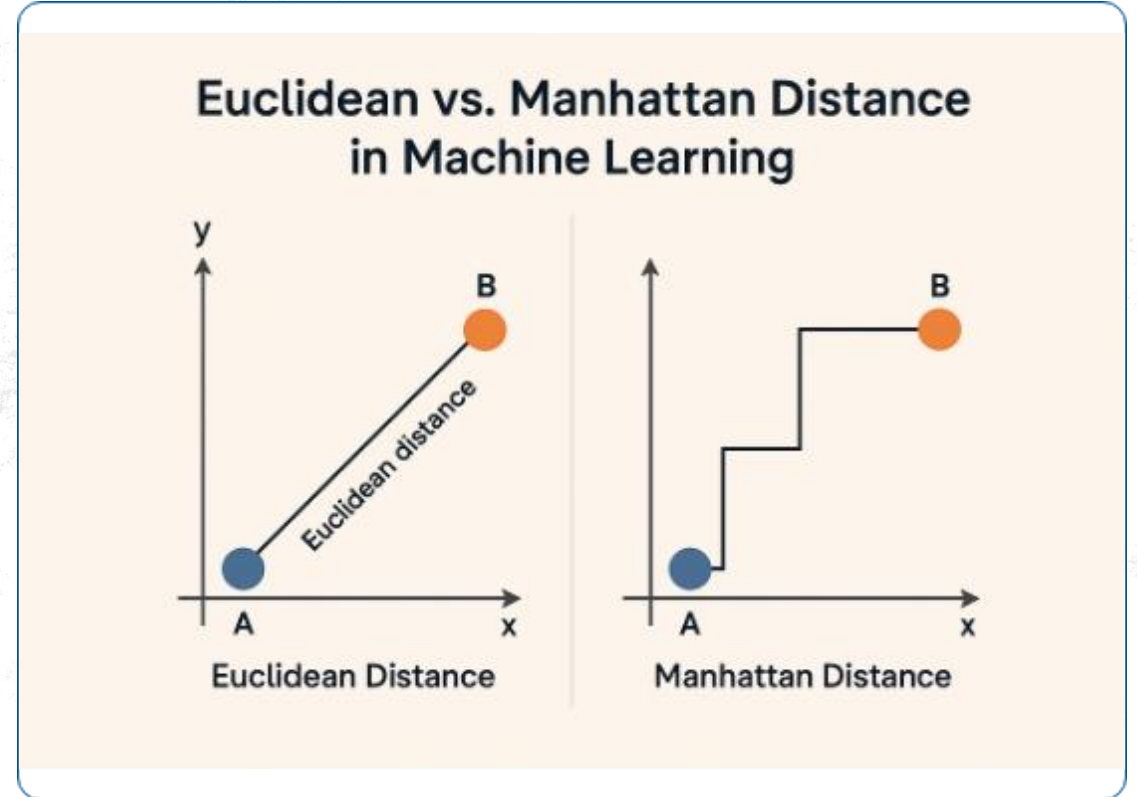 Euclidean vs. Manhattan Distance
in Machine Learning
y
B
Euclidean distance
A
x
Euclidean Distance
B
A
x
Manhattan Distance